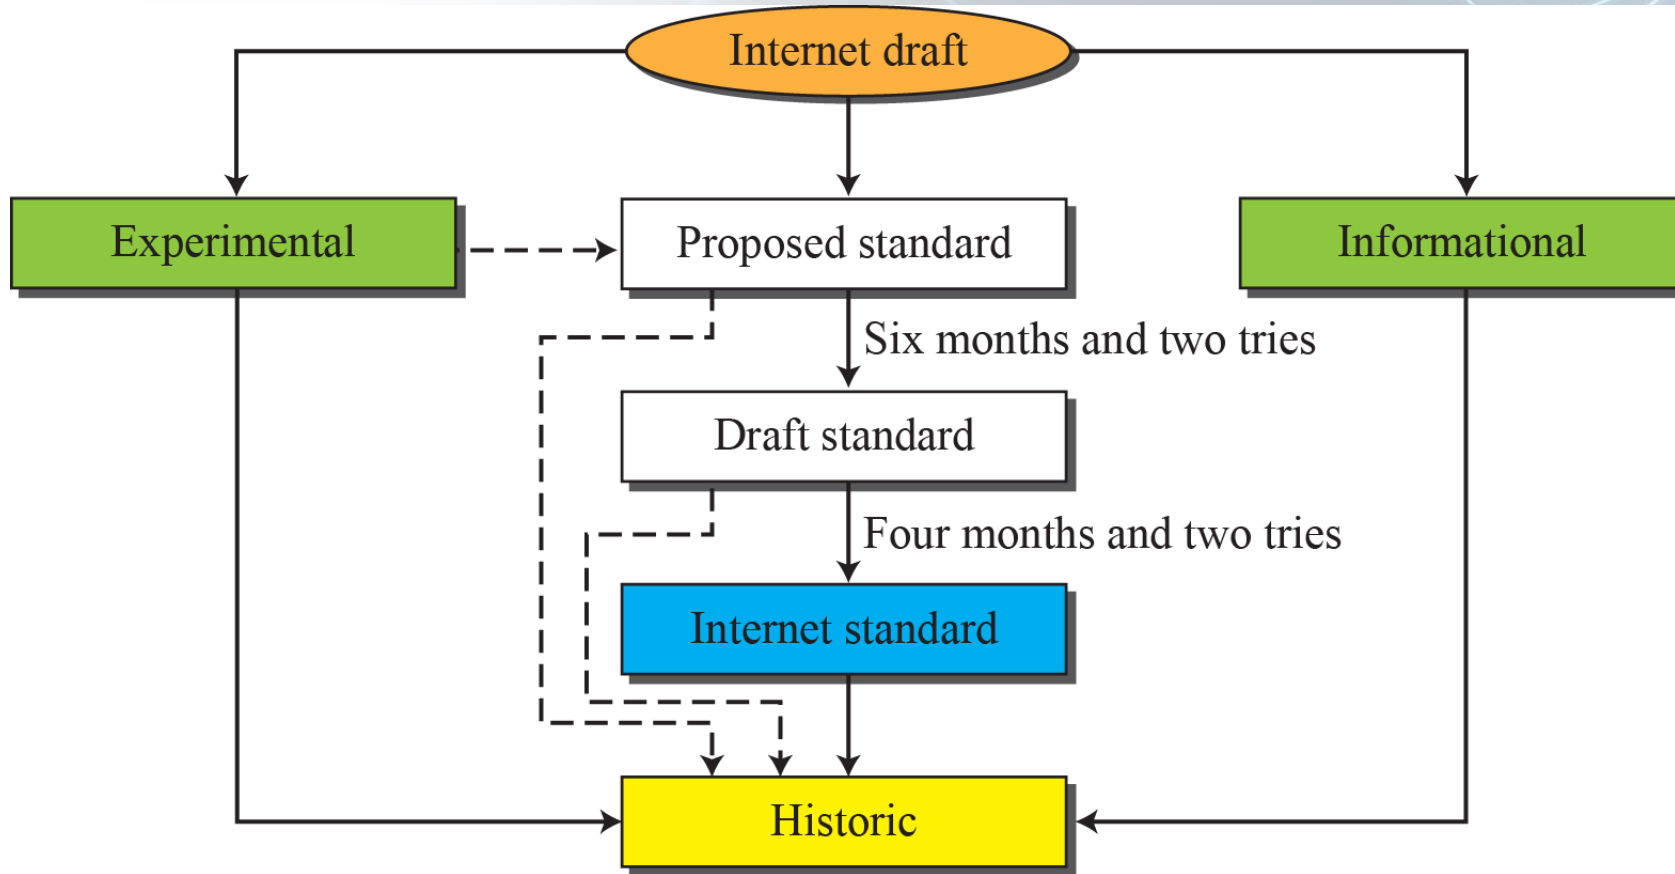 Internet draft
Experimental
Proposed standard
Informational
Six months and two tries
Draft standard
Four months and two tries
Internet standard
Historic